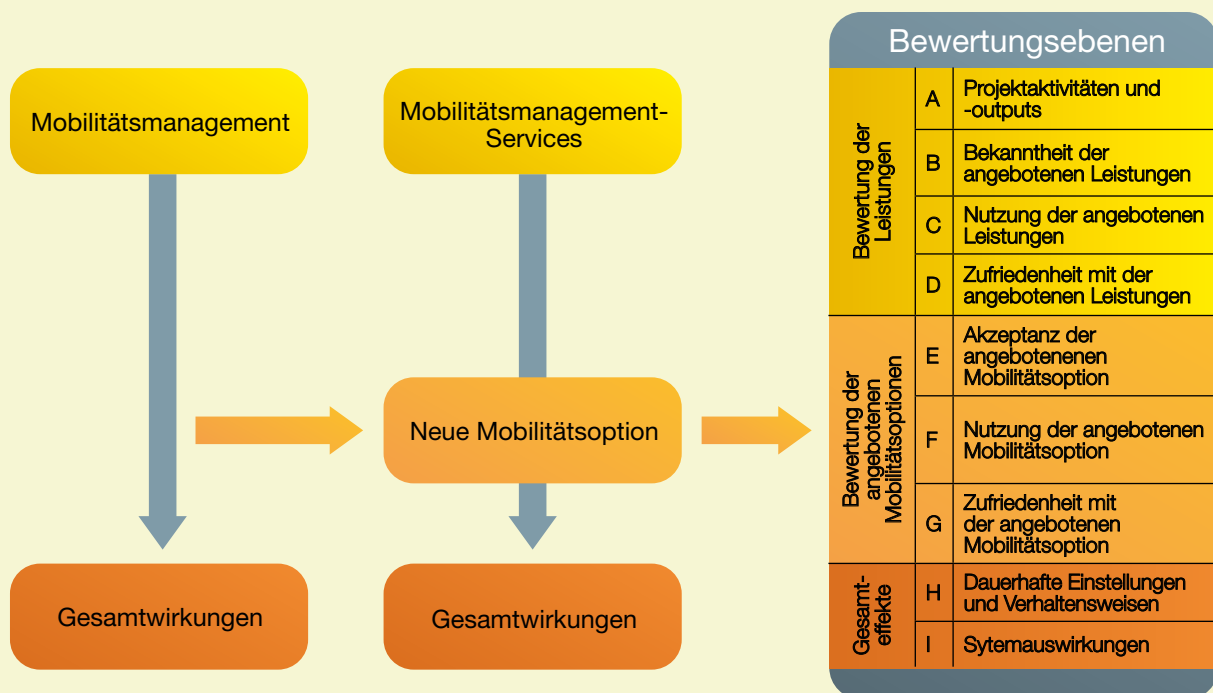 Mobilitätsmanagement
Gesamtwirkungen
Mobilitätsmanagement-
Services
Neue Mobilitätsoption
Gesamtwirkungen
Bewertungsebenen
Bewertung der
Leistungen
A
Projektaktivitäten und
-outputs
B
Bekanntheit der
angebotenen Leistungen
C
Nutzung der angebotenen
Leistungen
D
Zufriedenheit mit der
angebotenen Leistungen
Bewertung der
angebotenen
Mobilitätsoptionen
E
Akzeptanz der
angebotenenen
Mobilitätsoption
F
Nutzung der angebotenen
Mobilitätsoption
G
Zufriedenheit mit
der angebotenen
Mobilitätsoption
Gesamt-
effekte
H
Dauerhafte Einstellungen
und Verhaltensweisen
I
Sytemauswirkungen